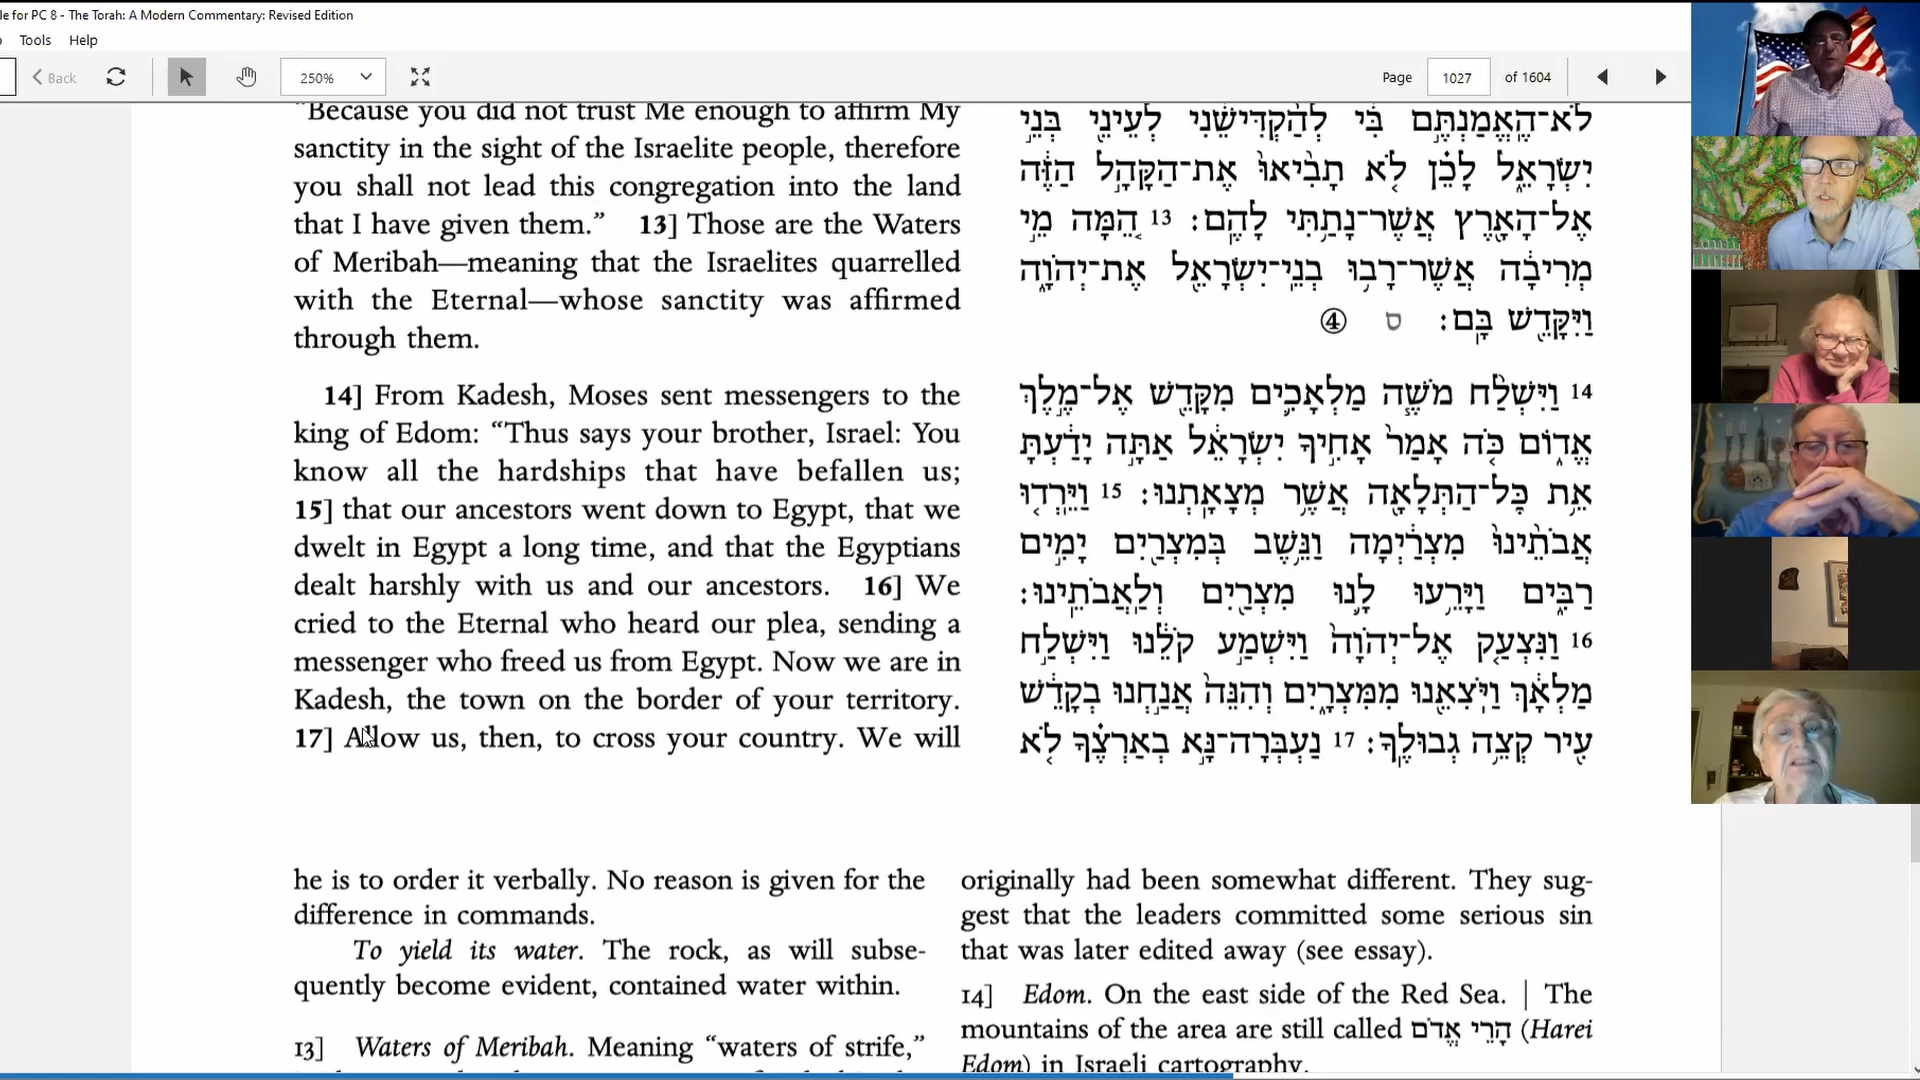 le for PC 8 - The Torah: A Modern Commentary: Revised Edition
Tools Help
Back 250% Page 1027 of 1604
"Because you did not trust Me enough to affirm My
sanctity in the sight of the Israelite people, therefore
you shall not lead this congregation into the land
that I have given them.” 13] Those are the Waters
of Meribah—meaning that the Israelites quarrelled
with the Eternal—whose sanctity was affirmed
through them.
14] From Kadesh, Moses sent messengers to the
king of Edom: “Thus says your brother, Israel: You
know all the hardships that have befallen us;
15] that our ancestors went down to Egypt, that we
dwelt in Egypt a long time, and that the Egyptians
dealt harshly with us and our ancestors. 16] We
cried to the Eternal who heard our plea, sending a
messenger who freed us from Egypt. Now we are in
Kadesh, the town on the border of your territory.
17] Allow us, then, to cross your country. We will
לֹא־הֶאֱמַנְתֶּ֣ם בִּ֔י לְהַ֨קְדִּישֵׁ֔נִי לְעֵינֵ֖י בְּנֵ֣י
יִשְׂרָאֵ֑ל לָכֵ֗ן לֹ֤א תָבִ֙יאוּ֙ אֶת־הַקָּהָ֣ל הַזֶּ֔ה
אֶל־הָאָ֖רֶץ אֲשֶׁר־נָתַ֥תִּי לָהֶֽם׃ 13 הֵ֚מָּה מֵ֣י
מְרִיבָ֔ה אֲשֶׁר־רָב֥וּ בְנֵֽי־יִשְׂרָאֵ֖ל אֶת־יְהֹוָ֑ה
וַיִּקָּדֵ֖שׁ בָּֽם׃ ס ④
14 וַיִּשְׁלַ֨ח מֹשֶׁ֧ה מַלְאָכִ֛ים מִקָּדֵ֖שׁ אֶל־מֶ֣לֶךְ
אֱד֑וֹם כֹּ֤ה אָמַר֙ אָחִ֣יךָ יִשְׂרָאֵ֔ל אַתָּ֣ה יָדַ֔עְתָּ
אֵ֥ת כׇּל־הַתְּלָאָ֖ה אֲשֶׁ֥ר מְצָאָֽתְנוּ׃ 15 וַיֵּרְד֤וּ
אֲבֹתֵ֙ינוּ֙ מִצְרַ֔יְמָה וַנֵּ֥שֶׁב בְּמִצְרַ֖יִם יָמִ֣ים
רַבִּ֑ים וַיָּרֵ֥עוּ לָ֛נוּ מִצְרַ֖יִם וְלַאֲבֹתֵֽינוּ׃
16 וַנִּצְעַ֤ק אֶל־יְהֹוָה֙ וַיִּשְׁמַ֣ע קֹלֵ֔נוּ וַיִּשְׁלַ֣ח
מַלְאָ֔ךְ וַיֹּצִאֵ֖נוּ מִמִּצְרָ֑יִם וְהִנֵּה֙ אֲנַ֣חְנוּ בְקָדֵ֔שׁ
עִ֖יר קְצֵ֥ה גְבוּלֶֽךָ׃ 17 נַעְבְּרָה־נָּ֣א בְאַרְצֶ֗ךָ לֹ֤א
he is to order it verbally. No reason is given for the
difference in commands.
To yield its water. The rock, as will subse-
quently become evident, contained water within.
13] Waters of Meribah. Meaning “waters of strife,”
originally had been somewhat different. They sug-
gest that the leaders committed some serious sin
that was later edited away (see essay).
14] Edom. On the east side of the Red Sea. | The
mountains of the area are still called הָרֵי אֱדֹם (Harei
Edom) in Israeli cartography.